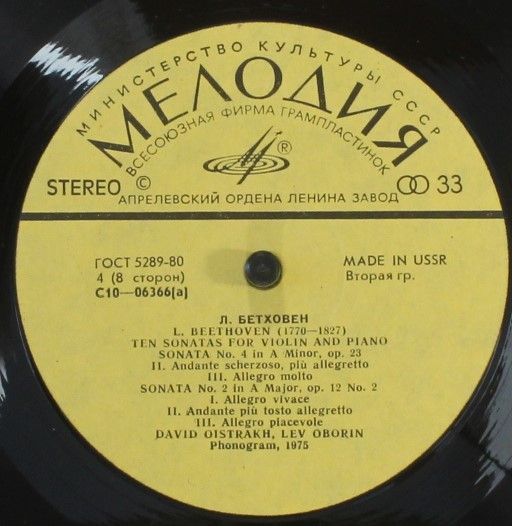 МИНИСТЕРСТВО КУЛЬТУРЫ СССР
МЕЛОДИЯ
ВСЕСОЮЗНАЯ ФИРМА ГРАМПЛАСТИНОК
®
STEREO © 33
АПРЕЛЕВСКИЙ ОРДЕНА ЛЕНИНА ЗАВОД
ГОСТ 5289-80
4 (8 сторон)
С10—06366(а)
MADE IN USSR
Вторая гр.
Л. БЕТХОВЕН
L. BEETHOVEN (1770—1827)
TEN SONATAS FOR VIOLIN AND PIANO
SONATA No. 4 in A Minor, op. 23
II. Andante scherzoso, più allegretto
III. Allegro molto
SONATA No. 2 in A Major, op. 12 No. 2
I. Allegro vivace
II. Andante più tosto allegretto
III. Allegro piacevole
DAVID OISTRAKH, LEV OBORIN
Phonogram, 1975